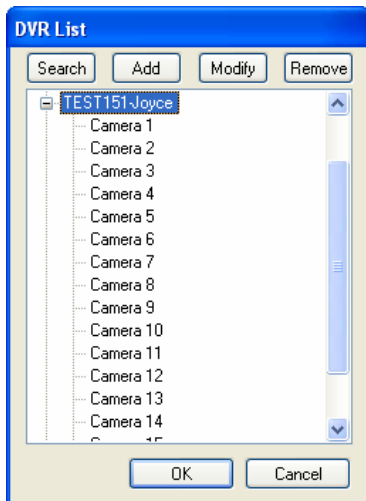 DVR List
Search Add Modify Remove
TEST151-Joyce
Camera 1
Camera 2
Camera 3
Camera 4
Camera 5
Camera 6
Camera 7
Camera 8
Camera 9
Camera 10
Camera 11
Camera 12
Camera 13
Camera 14
OK Cancel